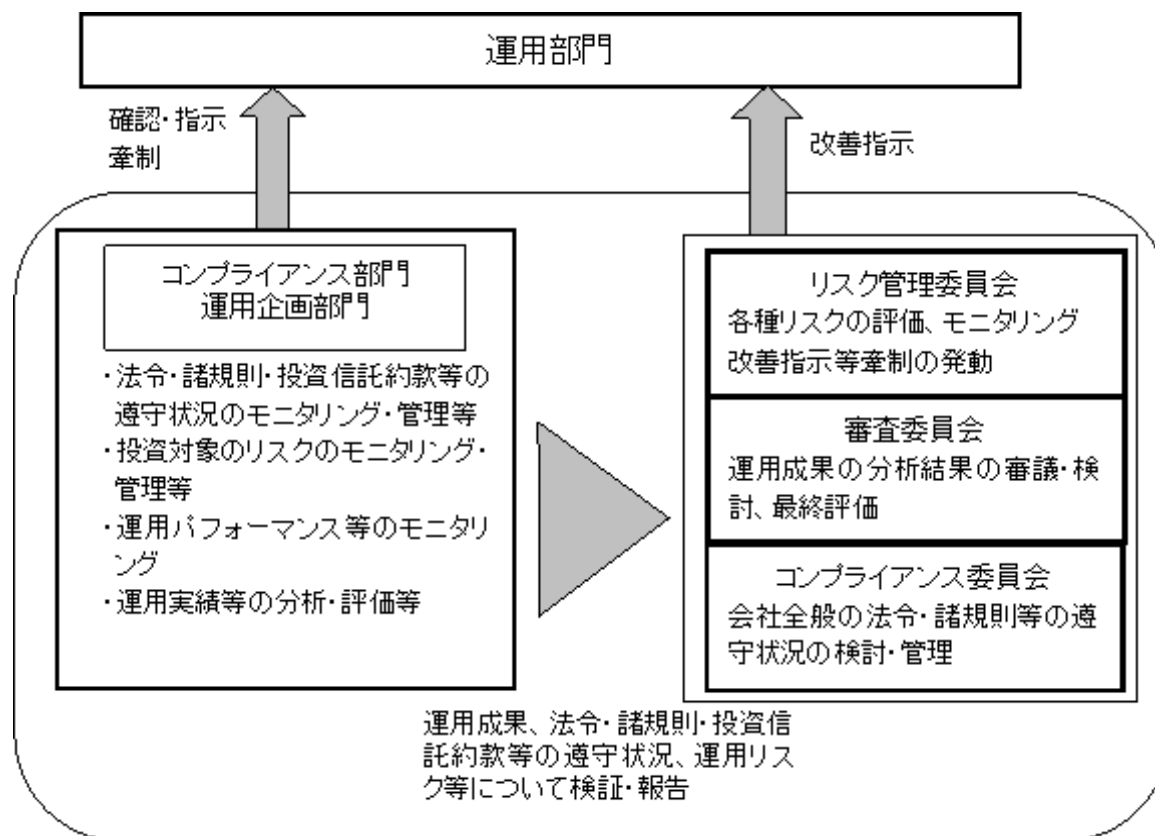 運用部門
確認・指示
牽制
改善指示
コンプライアンス部門
運用企画部門
・法令・諸規則・投資信託約款等の
遵守状況のモニタリング・管理等
・投資対象のリスクのモニタリング・
管理等
・運用パフォーマンス等のモニタリ
ング
・運用実績等の分析・評価等
リスク管理委員会
各種リスクの評価、モニタリング
改善指示等牽制の発動
審査委員会
運用成果の分析結果の審議・検
討、最終評価
コンプライアンス委員会
会社全般の法令・諸規則等の遵
守状況の検討・管理
運用成果、法令・諸規則・投資信
託約款等の遵守状況、運用リス
ク等について検証・報告